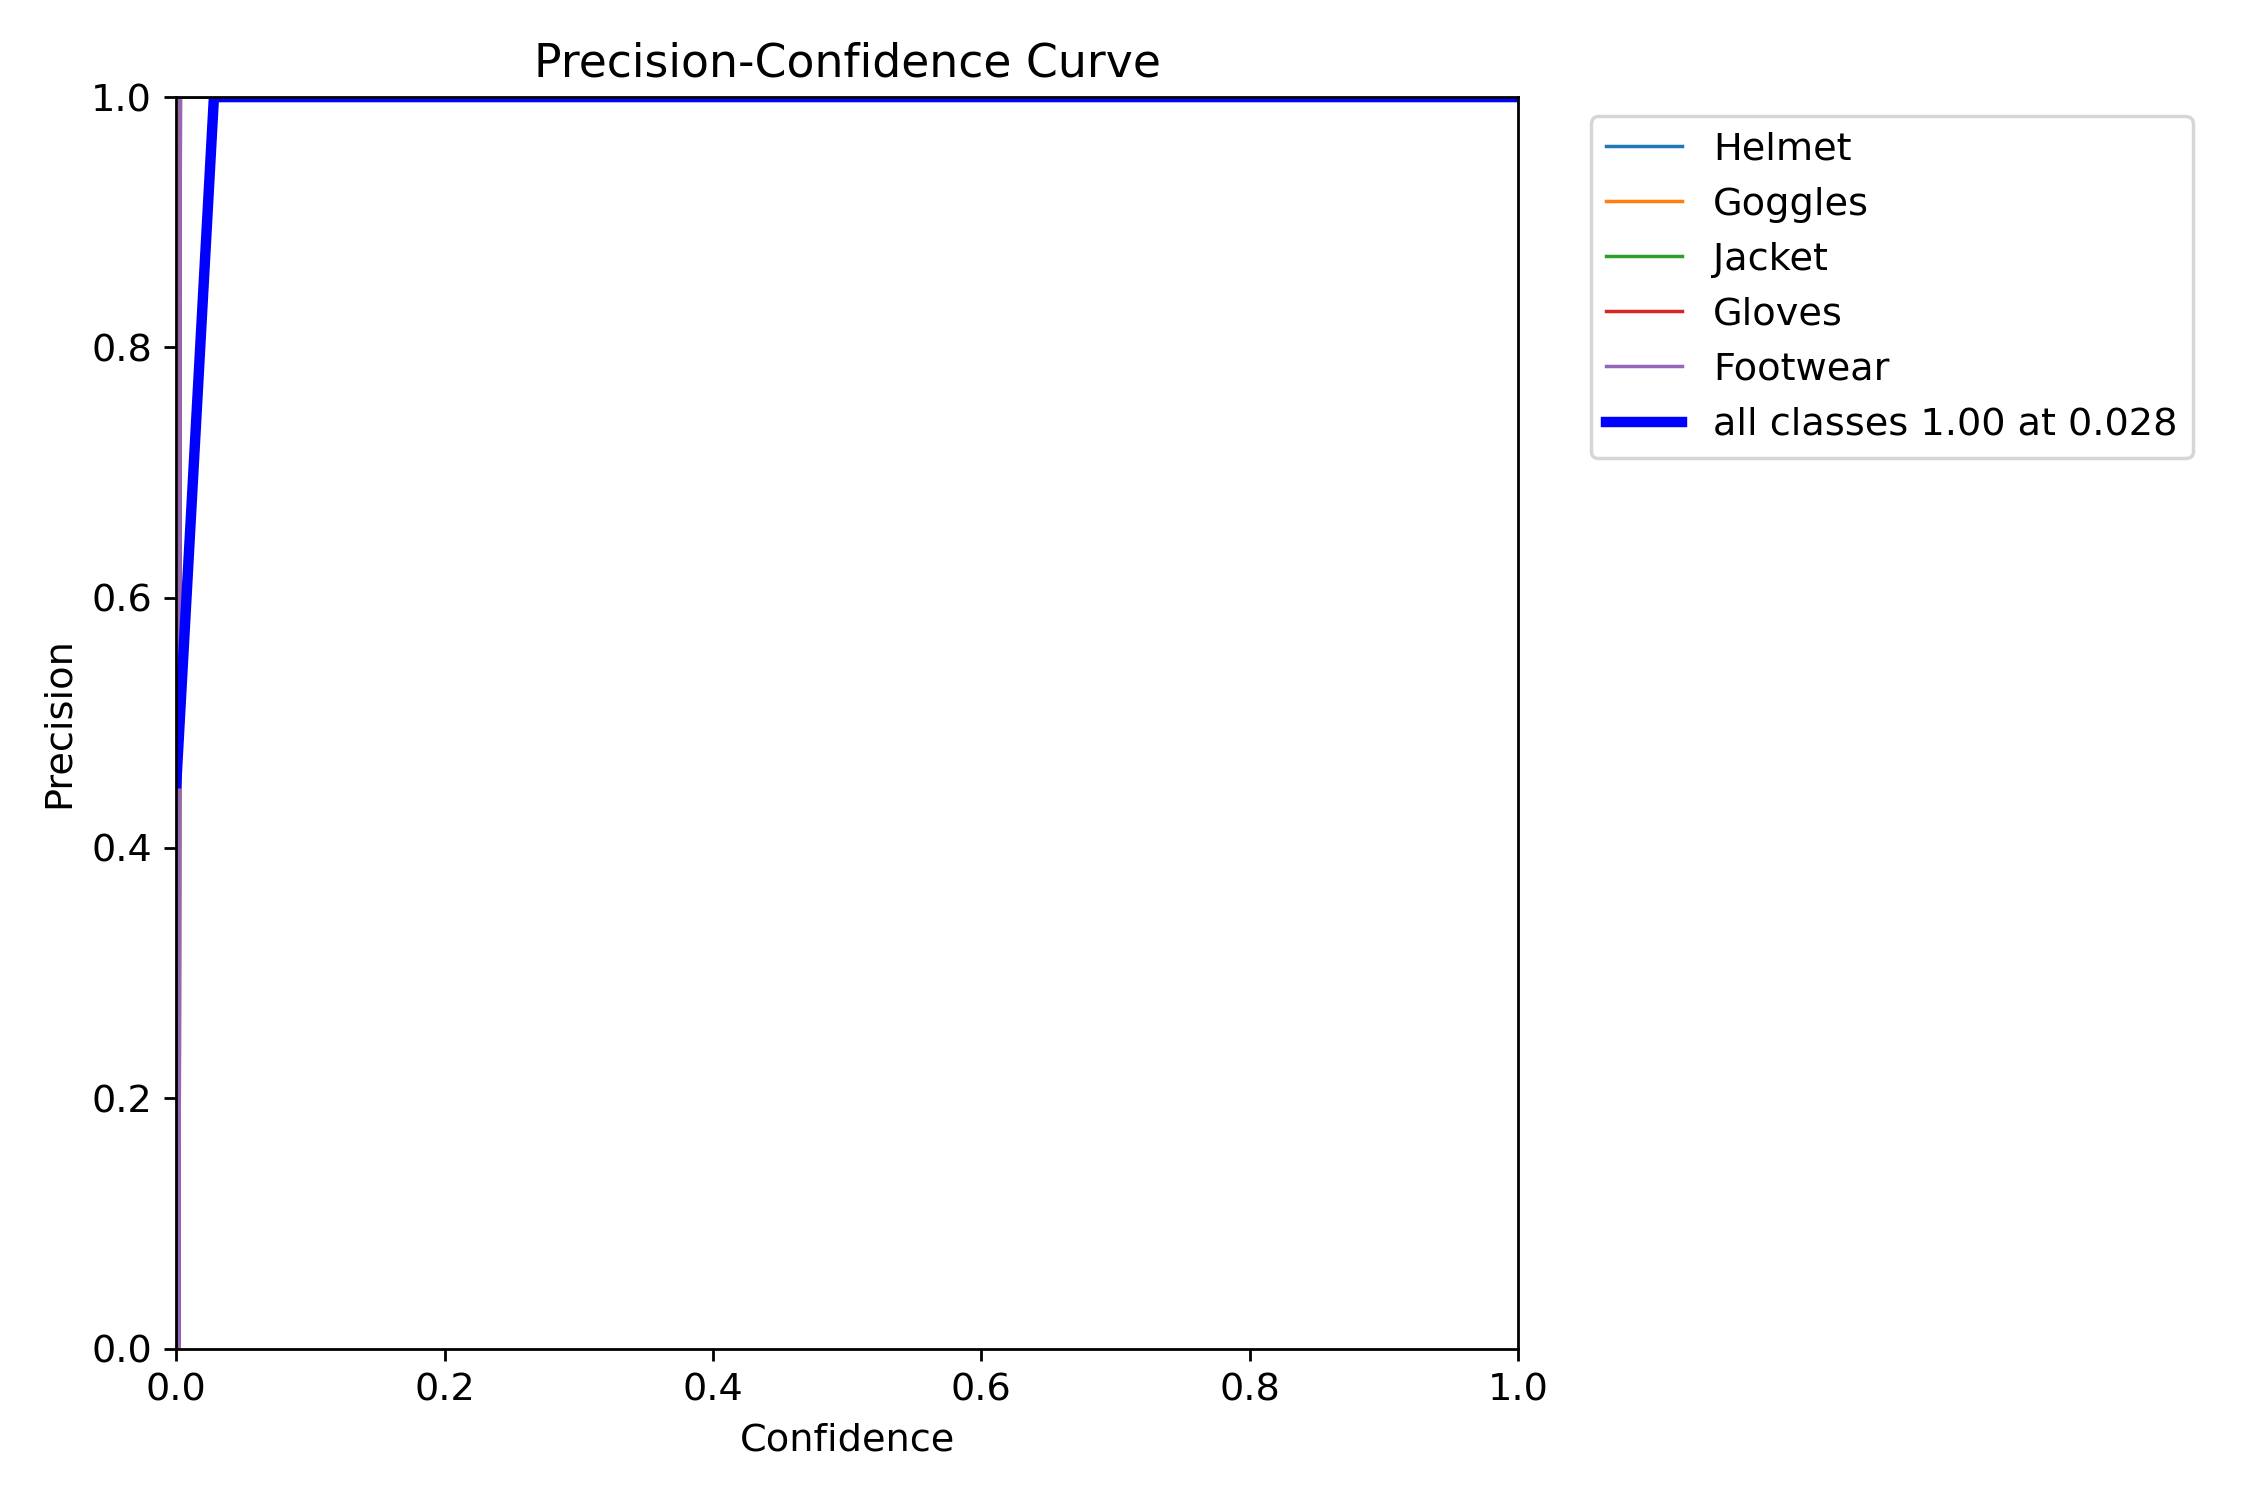 Precision-Confidence Curve
1.0
0.8
0.6
0.4
0.2
0.0
Precision
0.0 0.2 0.4 0.6 0.8 1.0
Confidence
Helmet
Goggles
Jacket
Gloves
Footwear
all classes 1.00 at 0.028